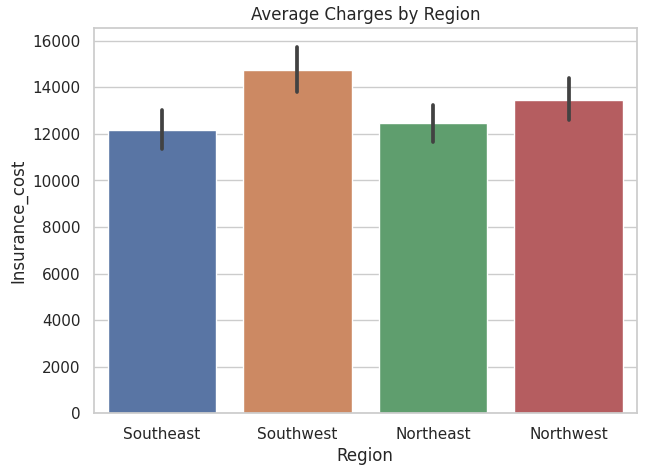 Average Charges by Region
16000
14000
12000
10000
8000
6000
4000
2000
0
Insurance_cost
Southeast
Southwest
Northeast
Northwest
Region